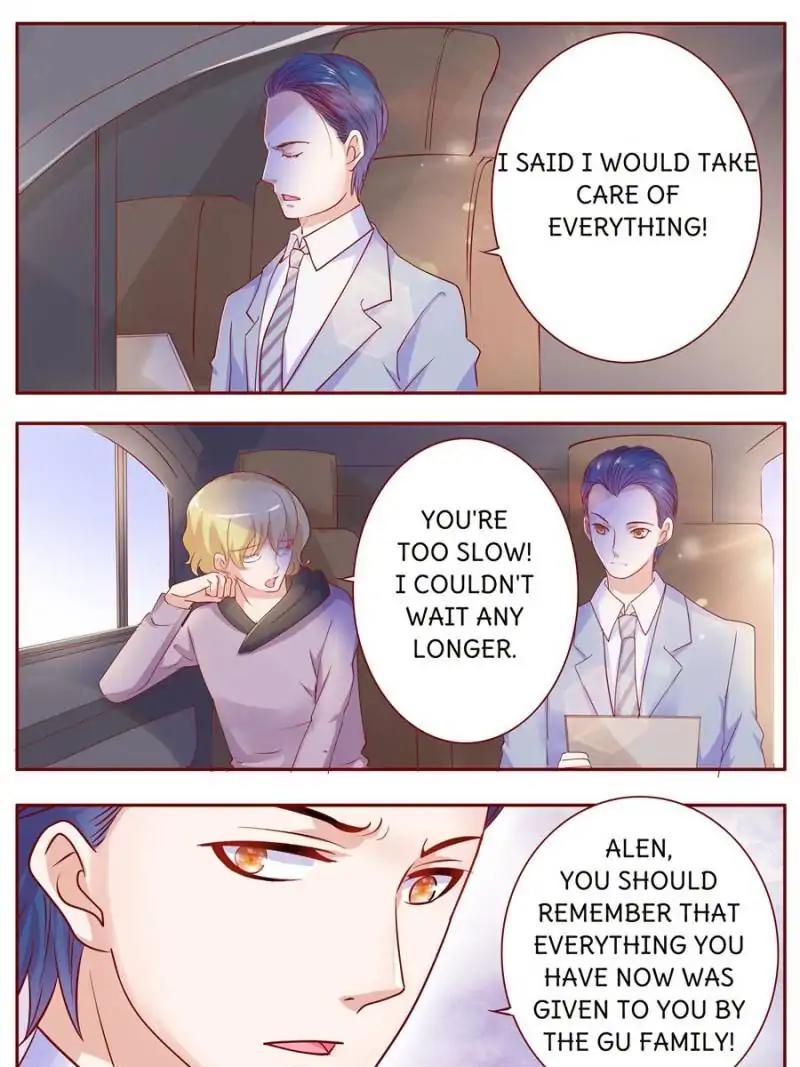 I SAID I WOULD TAKE
CARE OF
EVERYTHING!
YOU'RE
TOO SLOW!
I COULDN'T
WAIT ANY
LONGER.
ALEN,
YOU SHOULD
REMEMBER THAT
EVERYTHING YOU
HAVE NOW WAS
GIVEN TO YOU BY
THE GU FAMILY!